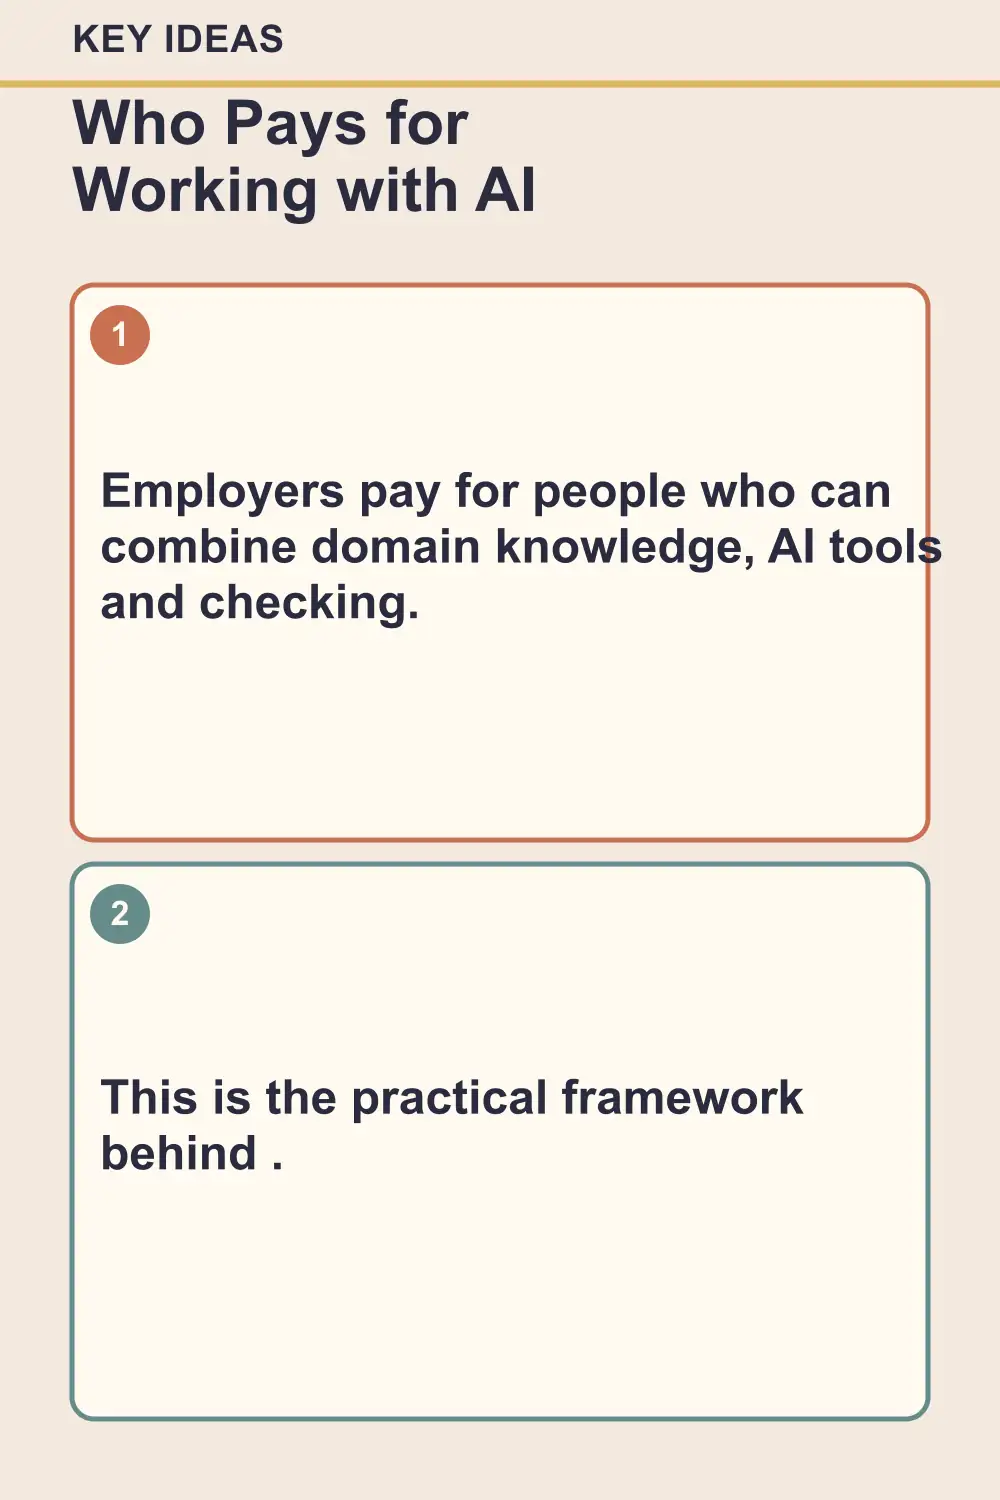 KEY IDEAS
Who Pays for
Working with AI
1
Employers pay for people who can
combine domain knowledge, AI tools
and checking.
2
This is the practical framework
behind .